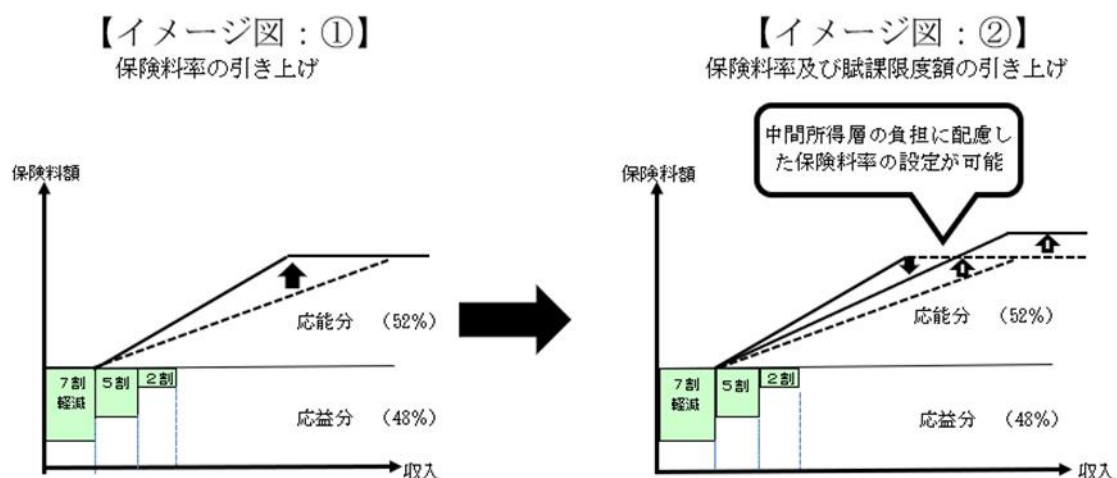 【イメージ図：①】
保険料率の引き上げ
保険料額
応能分 （52%）
7割
軽減
5割
2割
応益分 （48%）
収入
【イメージ図：②】
保険料率及び賦課限度額の引き上げ
中間所得層の負担に配慮し
た保険料率の設定が可能
保険料額
応能分 （52%）
7割
軽減
5割
2割
応益分 （48%）
収入